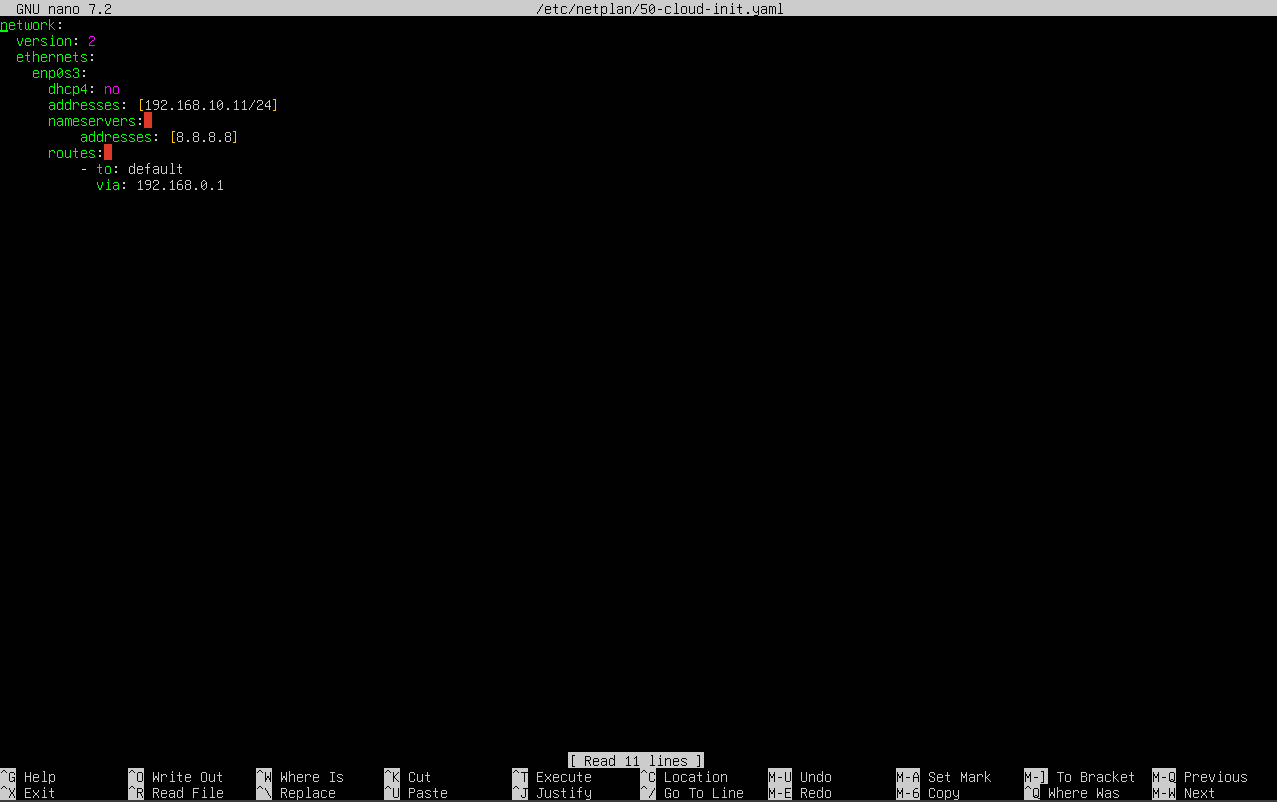 GNU nano 7.2 /etc/netplan/50-cloud-init.yaml
network:
  version: 2
  ethernets:
    enp0s3:
      dhcp4: no
      addresses: [192.168.10.11/24]
      nameservers:
          addresses: [8.8.8.8]
      routes:
          - to: default
            via: 192.168.0.1
[ Read 11 lines ]
^G Help ^O Write Out ^W Where Is ^K Cut ^T Execute ^C Location M-U Undo M-A Set Mark M-] To Bracket M-Q Previous
^X Exit ^R Read File ^\ Replace ^U Paste ^J Justify ^/ Go To Line M-E Redo M-6 Copy ^Q Where Was M-W Next